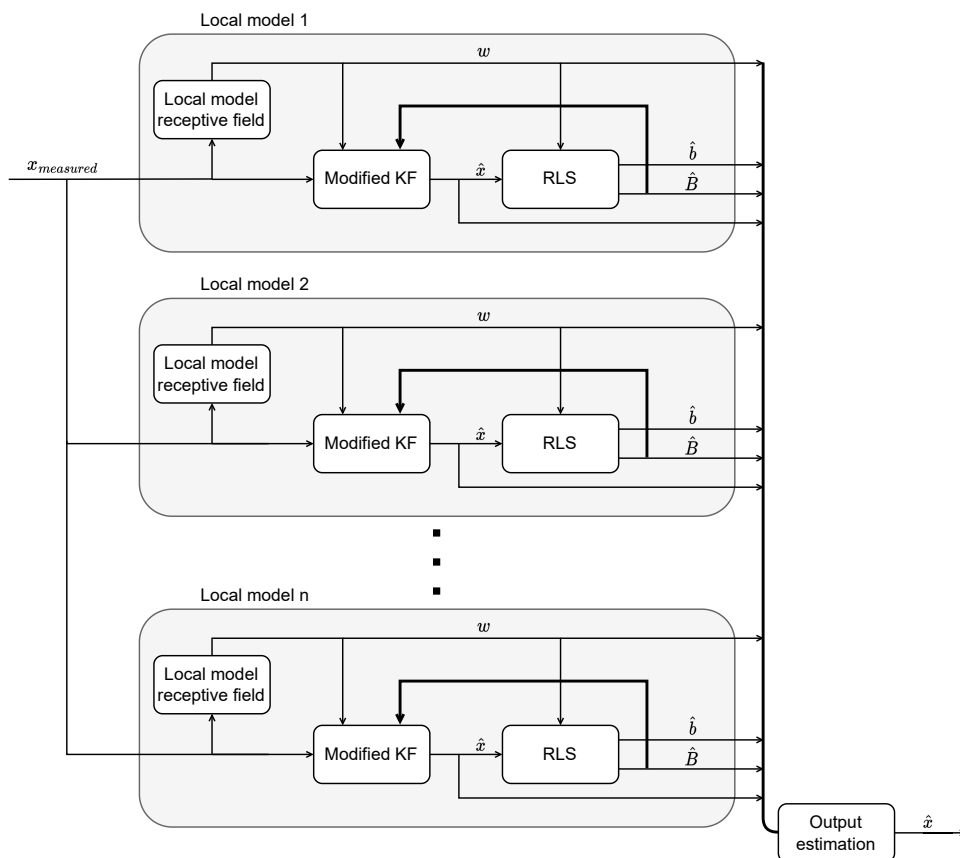 Local model 1
w
Local model
receptive field
x_measured
Modified KF
x̂
RLS
b̂
B̂
Local model 2
w
Local model
receptive field
Modified KF
x̂
RLS
b̂
B̂
Local model n
w
Local model
receptive field
Modified KF
x̂
RLS
b̂
B̂
Output
estimation
x̂